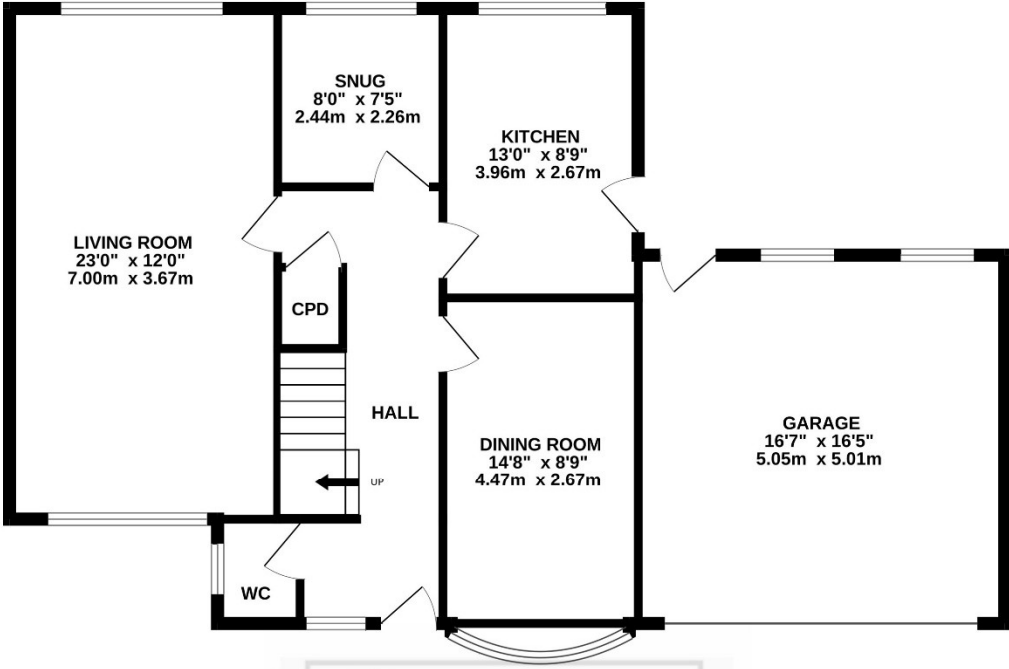 SNUG
8'0" x 7'5"
2.44m x 2.26m
KITCHEN
13'0" x 8'9"
3.96m x 2.67m
LIVING ROOM
23'0" x 12'0"
7.00m x 3.67m
CPD
HALL
DINING ROOM
14'8" x 8'9"
4.47m x 2.67m
GARAGE
16'7" x 16'5"
5.05m x 5.01m
UP
WC